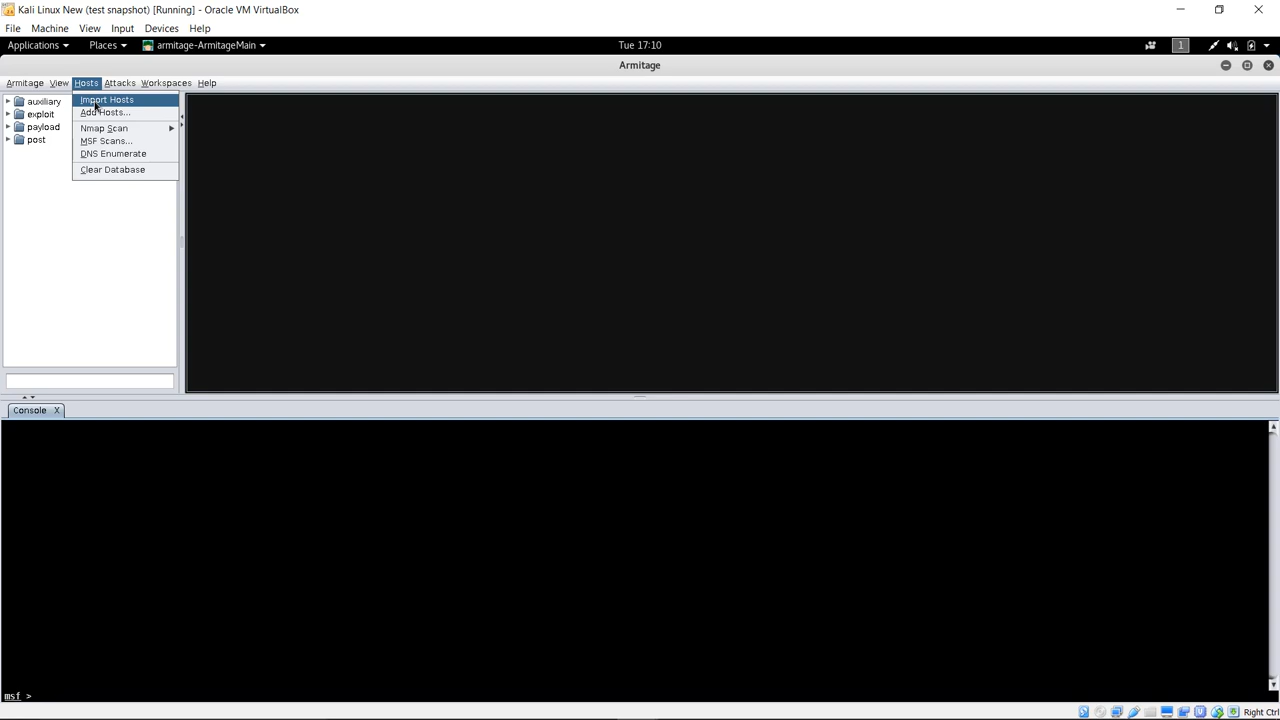 Kali Linux New (test snapshot) [Running] - Oracle VM VirtualBox
File Machine View Input Devices Help
Applications Places armitage-ArmitageMain Tue 17:10 1
Armitage
Armitage View Hosts Attacks Workspaces Help
auxiliary
exploit
payload
post
Import Hosts
Add Hosts...
Nmap Scan
MSF Scans...
DNS Enumerate
Clear Database
Console X
msf >
Right Ctrl